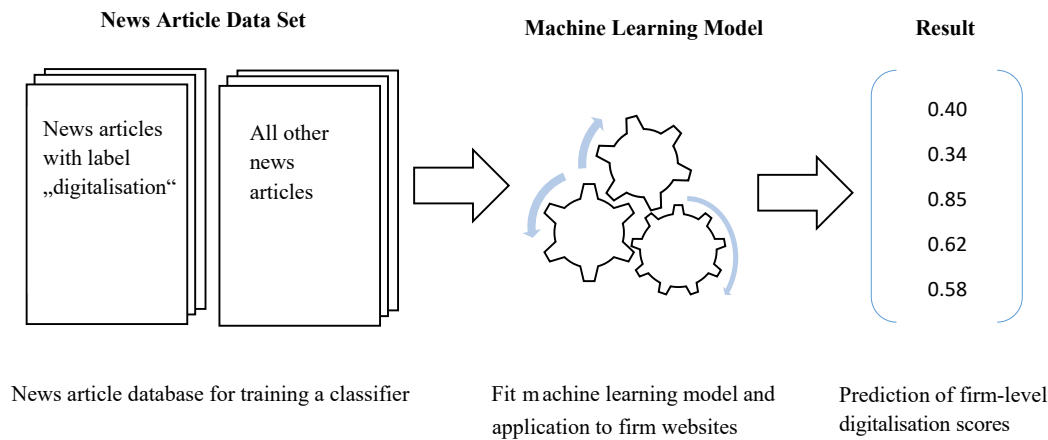 News Article Data Set
Machine Learning Model
Result
News articles
with label
„digitalisation“
All other
news
articles
0.40
0.34
0.85
0.62
0.58
News article database for training a classifier
Fit machine learning model and
application to firm websites
Prediction of firm-level
digitalisation scores